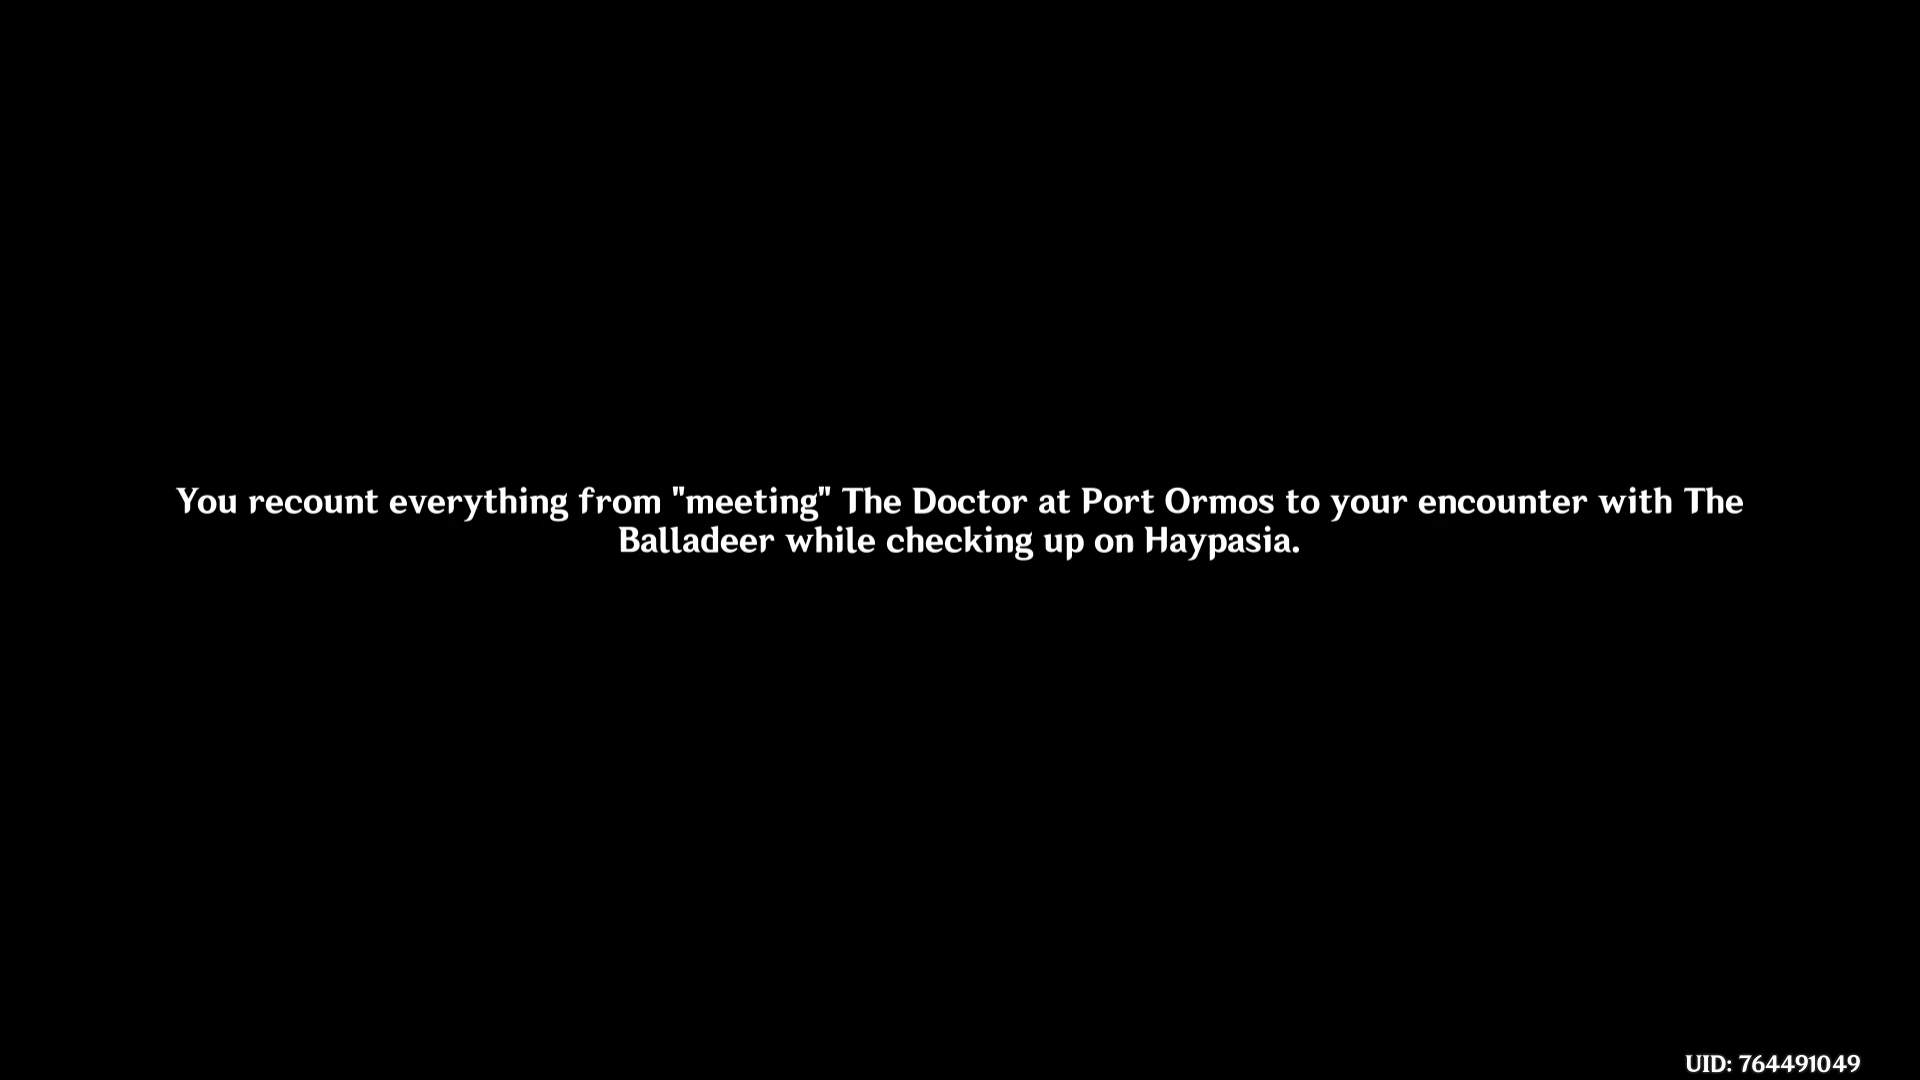 You recount everything from "meeting" The Doctor at Port Ormos to your encounter with The
Balladeer while checking up on Haypasia.
UID: 764491049